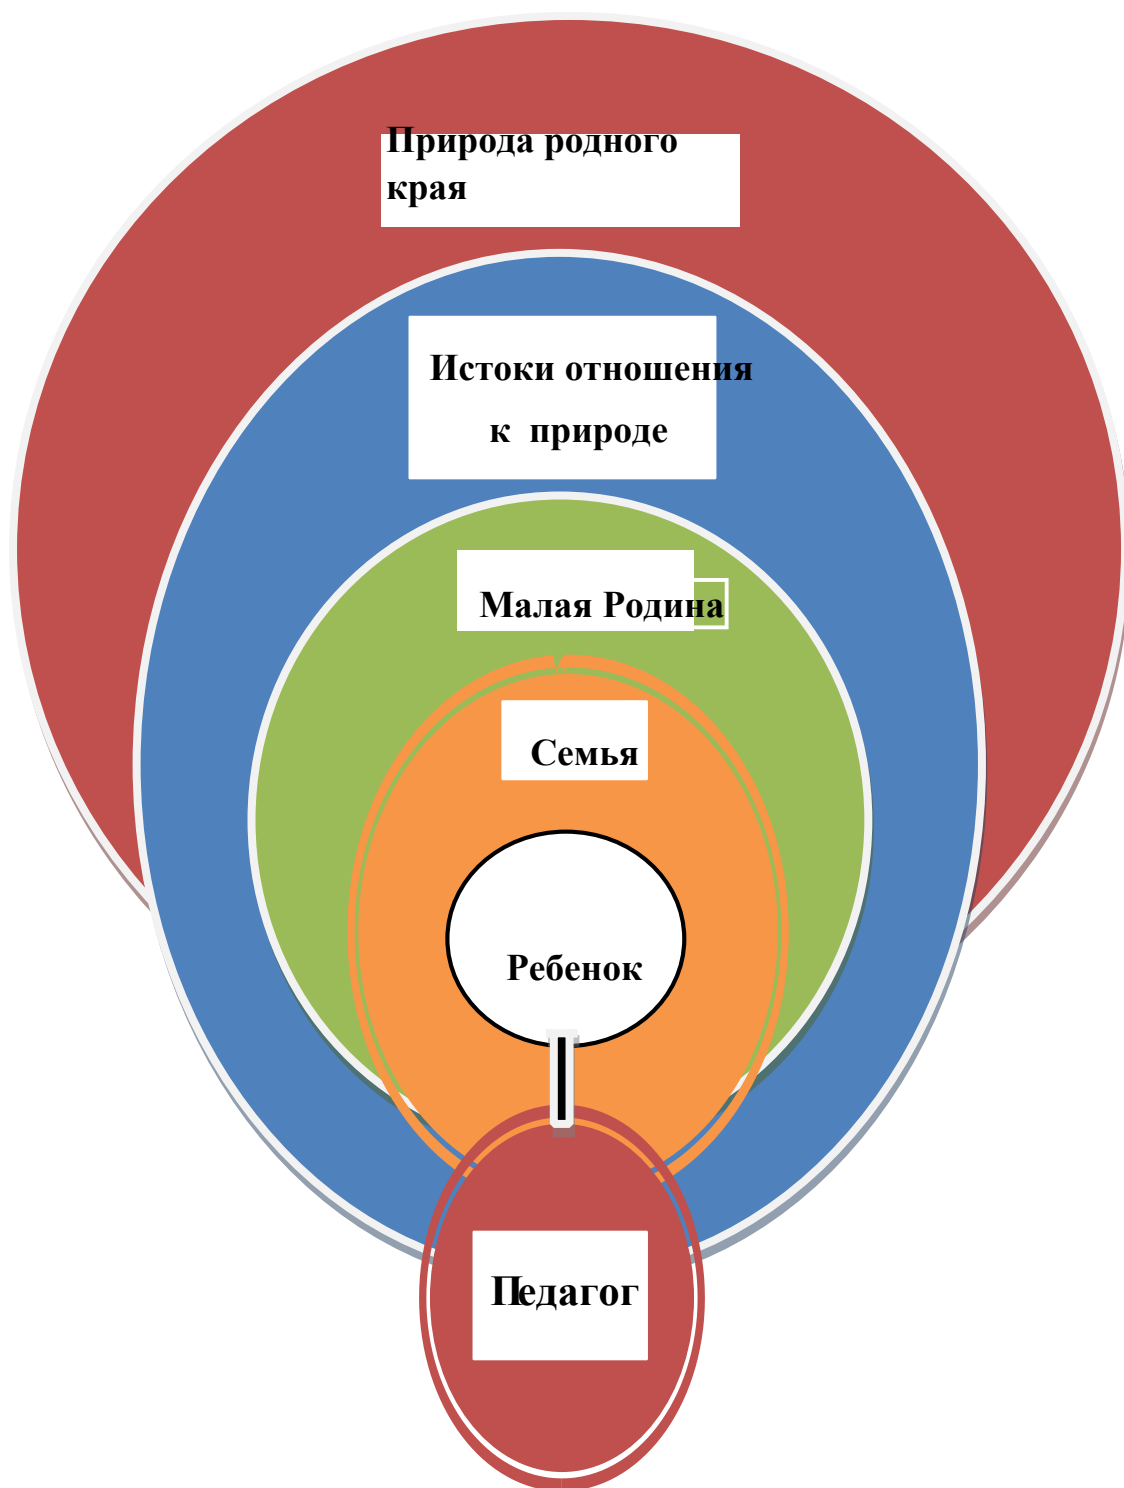 Природа родного
края
Истоки отношения
к природе
Малая Родина
Семья
Ребенок
Педагог